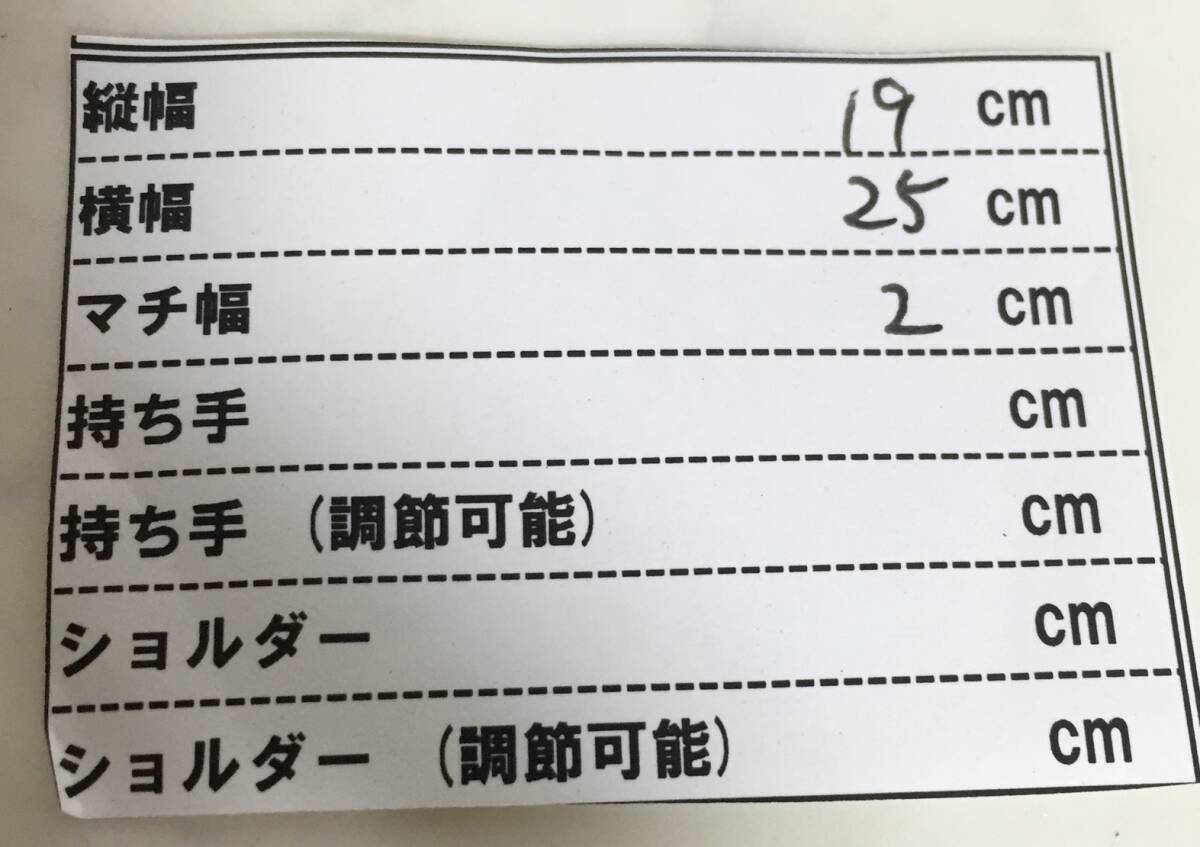 縦幅 19 cm
横幅 25 cm
マチ幅 2 cm
持ち手 cm
持ち手 (調節可能) cm
ショルダー cm
ショルダー (調節可能) cm